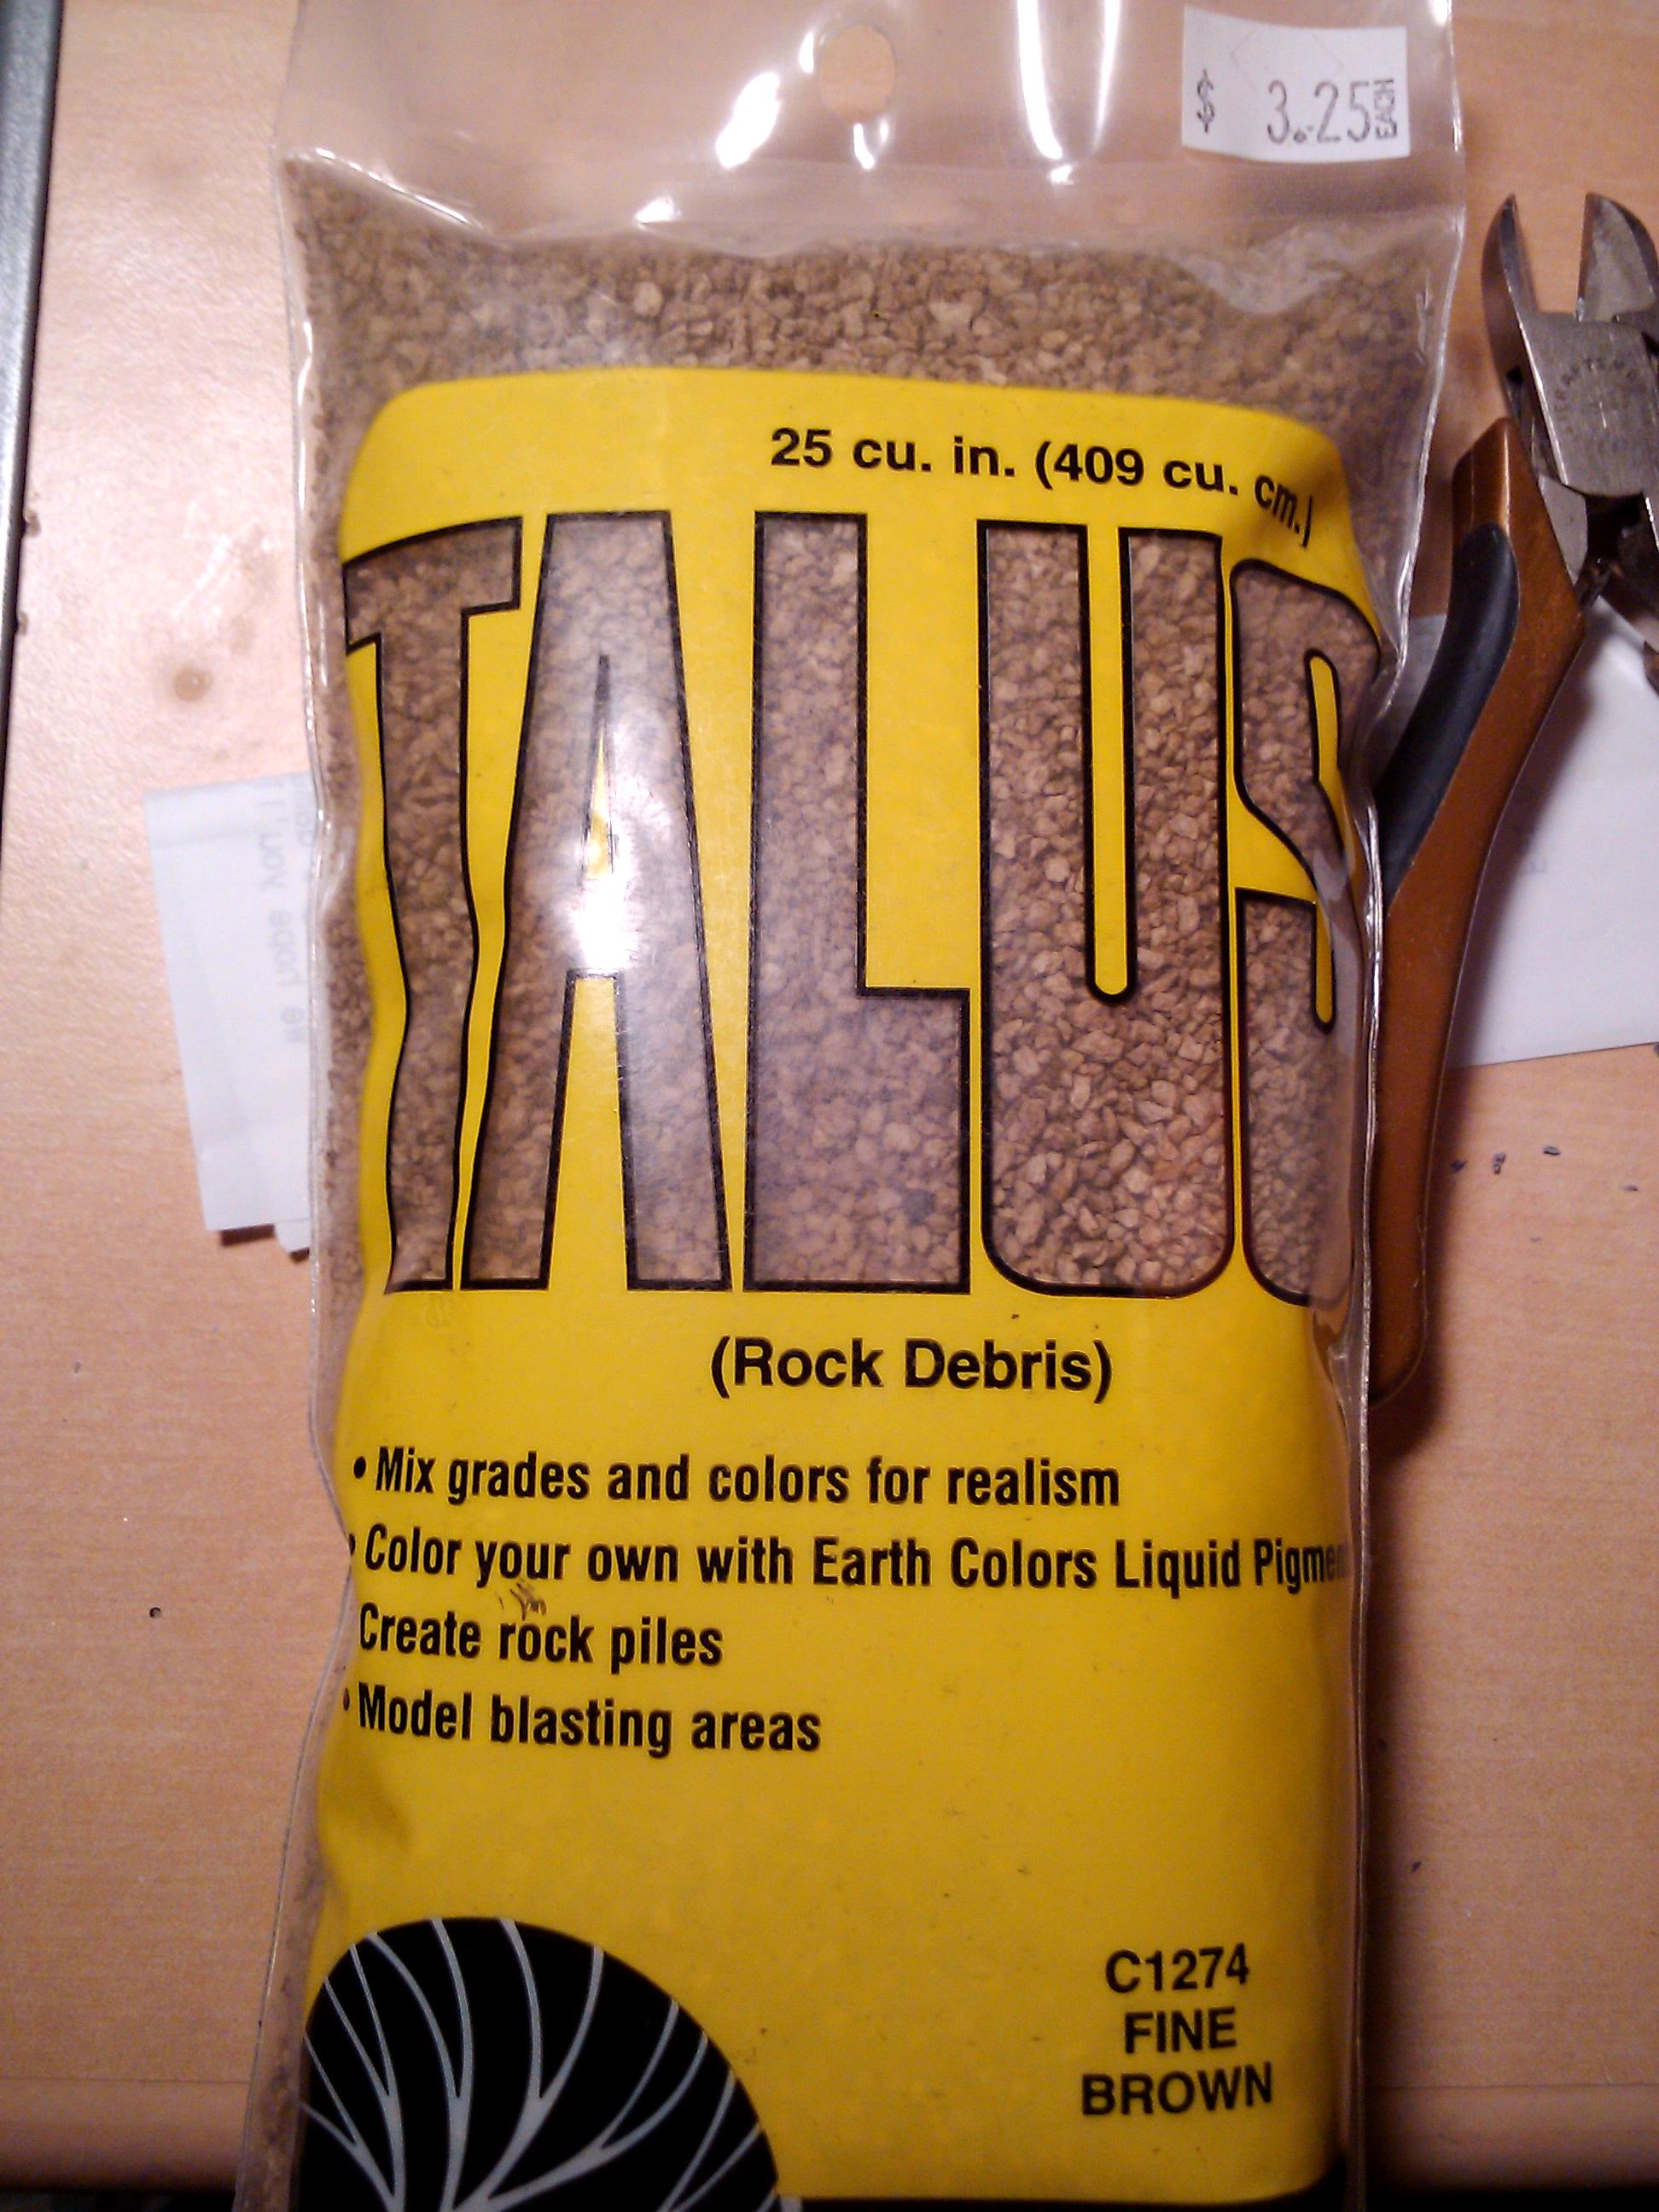 $ 3.25 EACH
25 cu. in. (409 cu. cm.)
TALUS
(Rock Debris)
• Mix grades and colors for realism
• Color your own with Earth Colors Liquid Pigme
Create rock piles
• Model blasting areas
C1274
FINE
BROWN